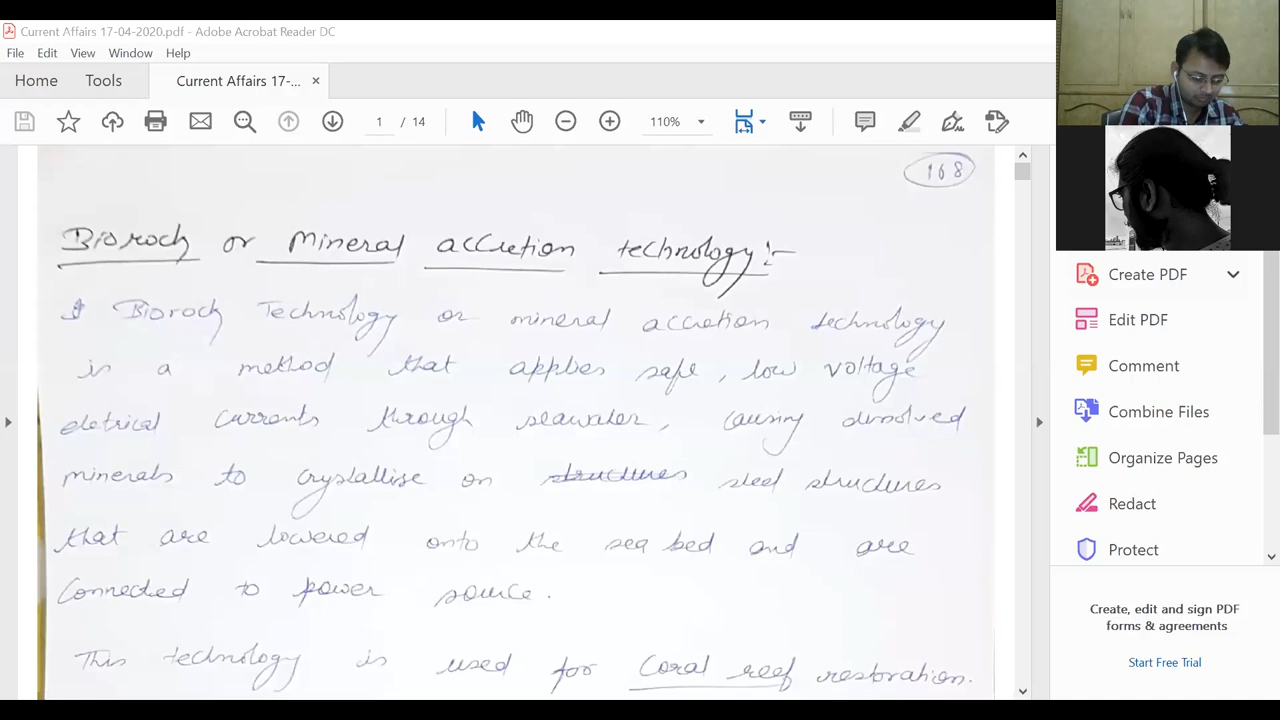 Current Affairs 17-04-2020.pdf - Adobe Acrobat Reader DC
File Edit View Window Help
Home Tools Current Affairs 17-... ×
1 / 14 110%
168
Biorock or Mineral accretion technology:-
Biorock Technology or mineral accretion technology
is a method that applies safe, low voltage
eletrical currents through seawater, causing dissolved
minerals to crystallise on structures steel structures
that are lowered onto the sea bed and are
Connected to power source.
This technology is used for Coral reef restoration.
Create PDF
Edit PDF
Comment
Combine Files
Organize Pages
Redact
Protect
Create, edit and sign PDF
forms & agreements
Start Free Trial